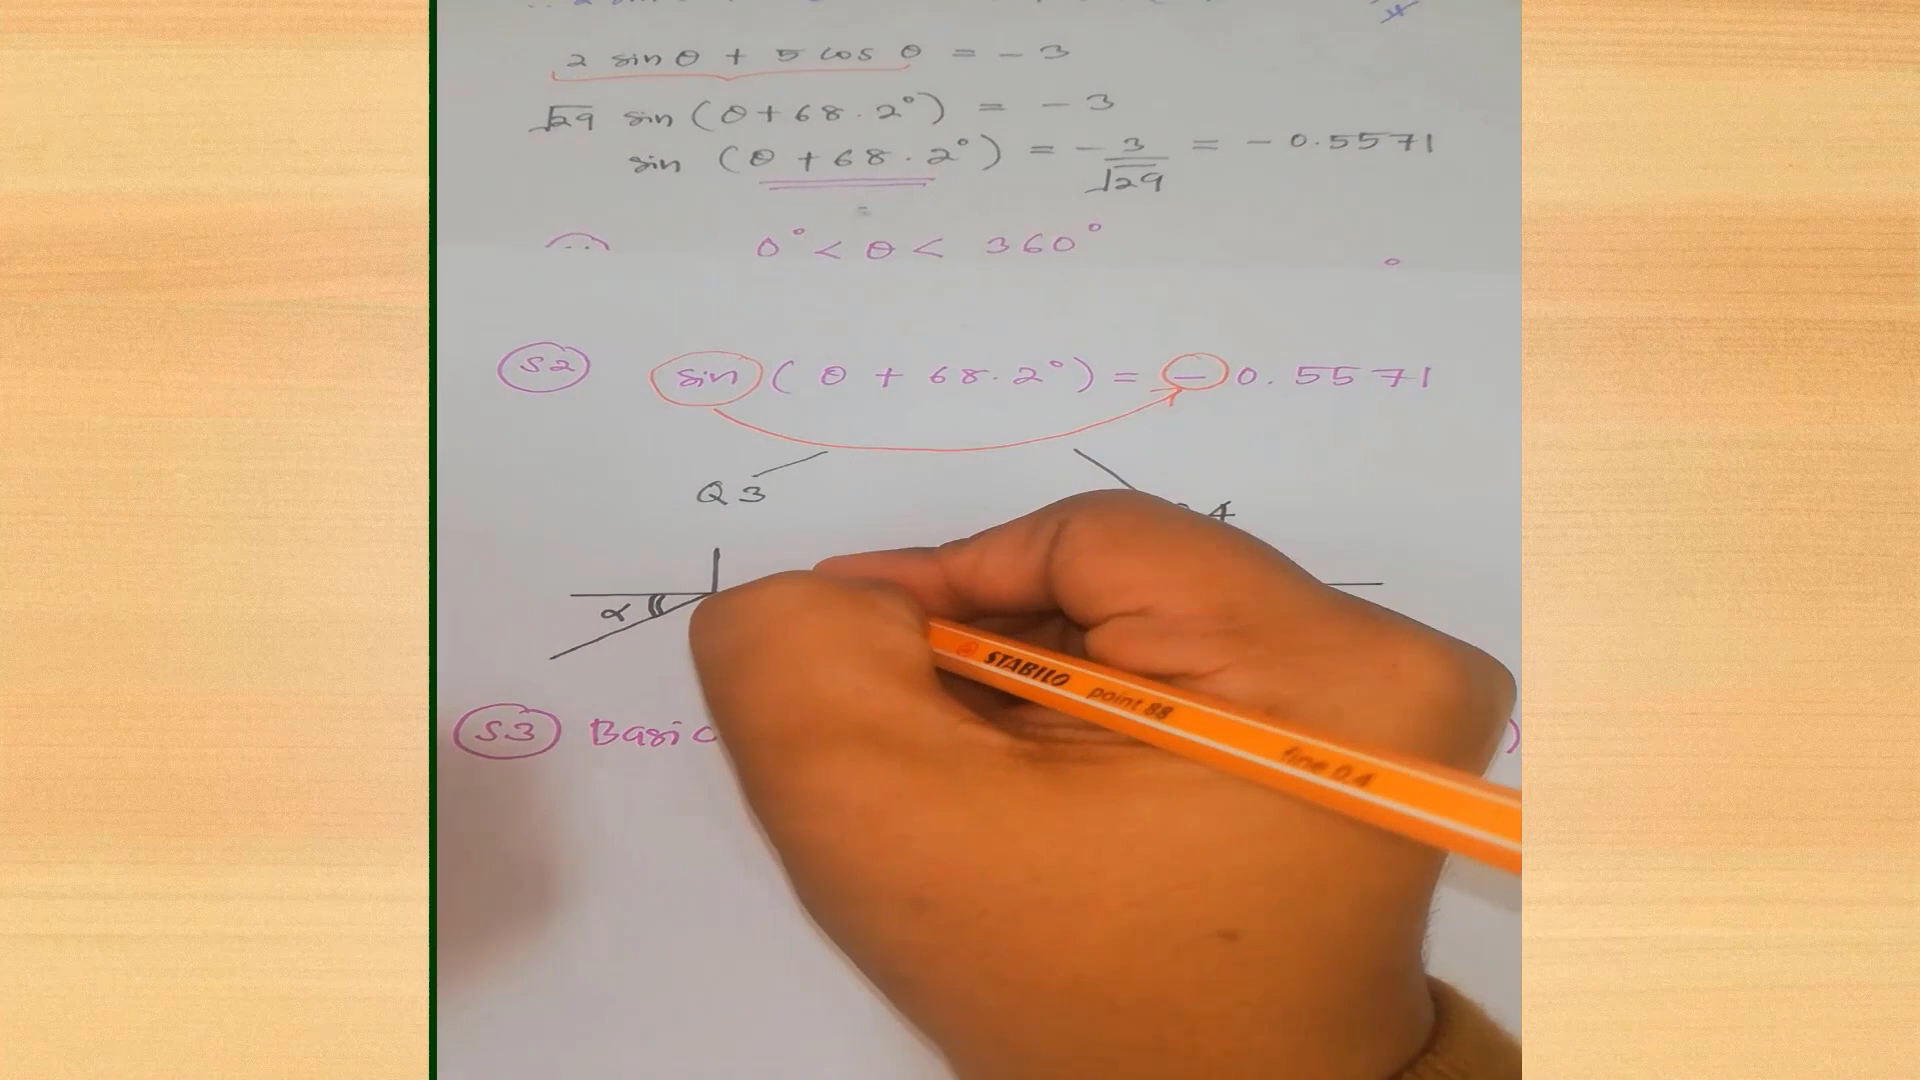 2 sin θ + 5 cos θ = - 3
√29 sin (θ + 68.2°) = - 3
sin (θ + 68.2°) = - 3/√29 = - 0.5571
0° < θ < 360°
S2 sin (θ + 68.2°) = - 0.5571
Q3
4
α
STABILO point 88 fine 0.4
S3 Basic